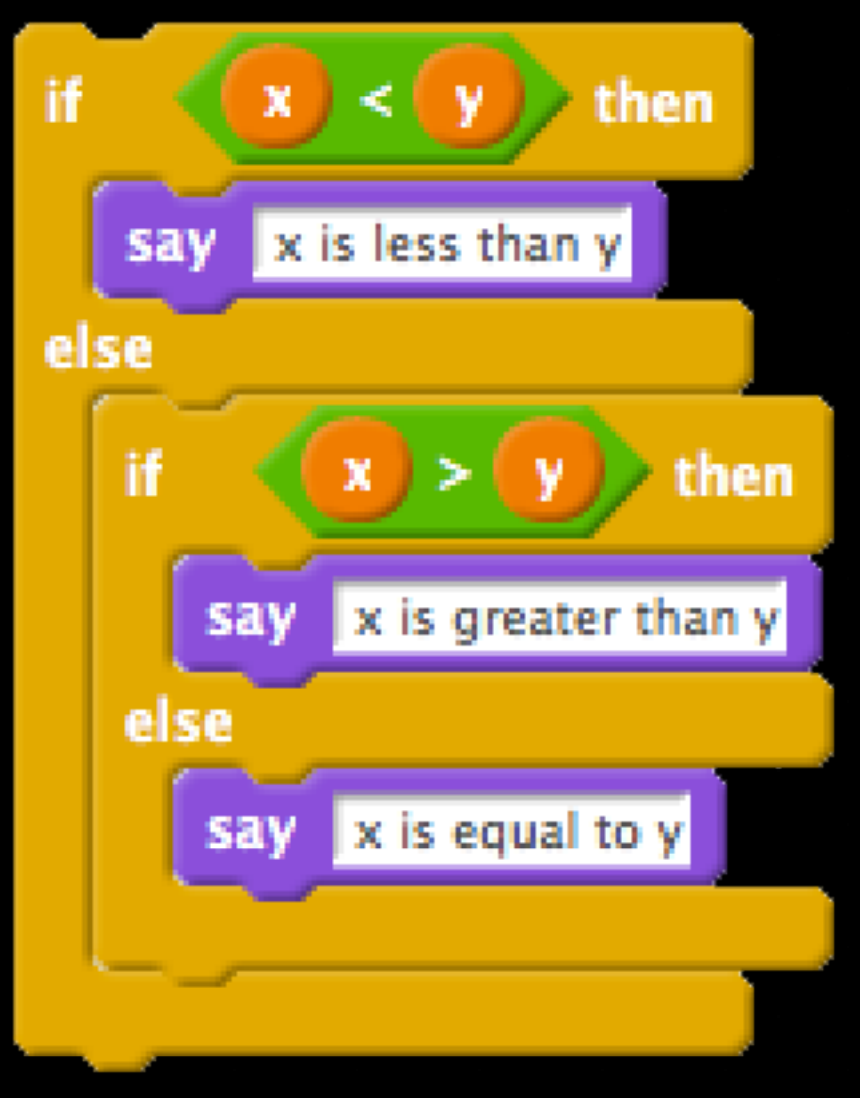 if x < y then
say x is less than y
else
if x > y then
say x is greater than y
else
say x is equal to y